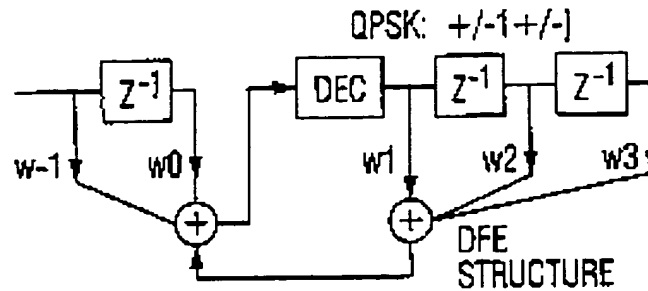 QPSK: +/-1+/-j
Z⁻¹
DEC
Z⁻¹
Z⁻¹
w-1
w0
w1
w2
w3
+
+
DFE
STRUCTURE